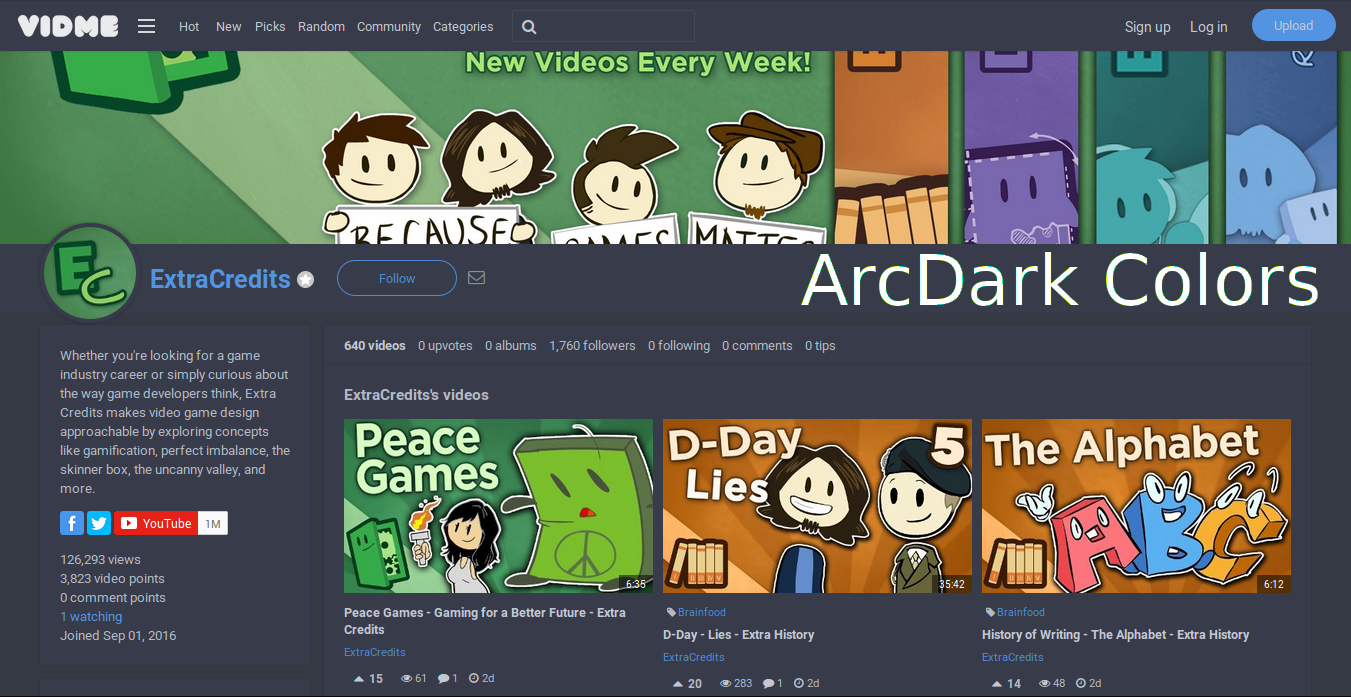 VIDME
Hot New Picks Random Community Categories
Sign up Log in Upload
New Videos Every Week!
BECAUSE GAMES MATTER
EC
ExtraCredits
Follow
ArcDark Colors
Whether you're looking for a game
industry career or simply curious about
the way game developers think, Extra
Credits makes video game design
approachable by exploring concepts
like gamification, perfect imbalance, the
skinner box, the uncanny valley, and
more.
f YouTube 1M
126,293 views
3,823 video points
0 comment points
1 watching
Joined Sep 01, 2016
640 videos 0 upvotes 0 albums 1,760 followers 0 following 0 comments 0 tips
ExtraCredits's videos
Peace
Games
6:35
Peace Games - Gaming for a Better Future - Extra
Credits
ExtraCredits
15 61 1 2d
D-Day
Lies
5
35:42
Brainfood
D-Day - Lies - Extra History
ExtraCredits
20 283 1 2d
The Alphabet
ABC
6:12
Brainfood
History of Writing - The Alphabet - Extra History
ExtraCredits
14 48 2d